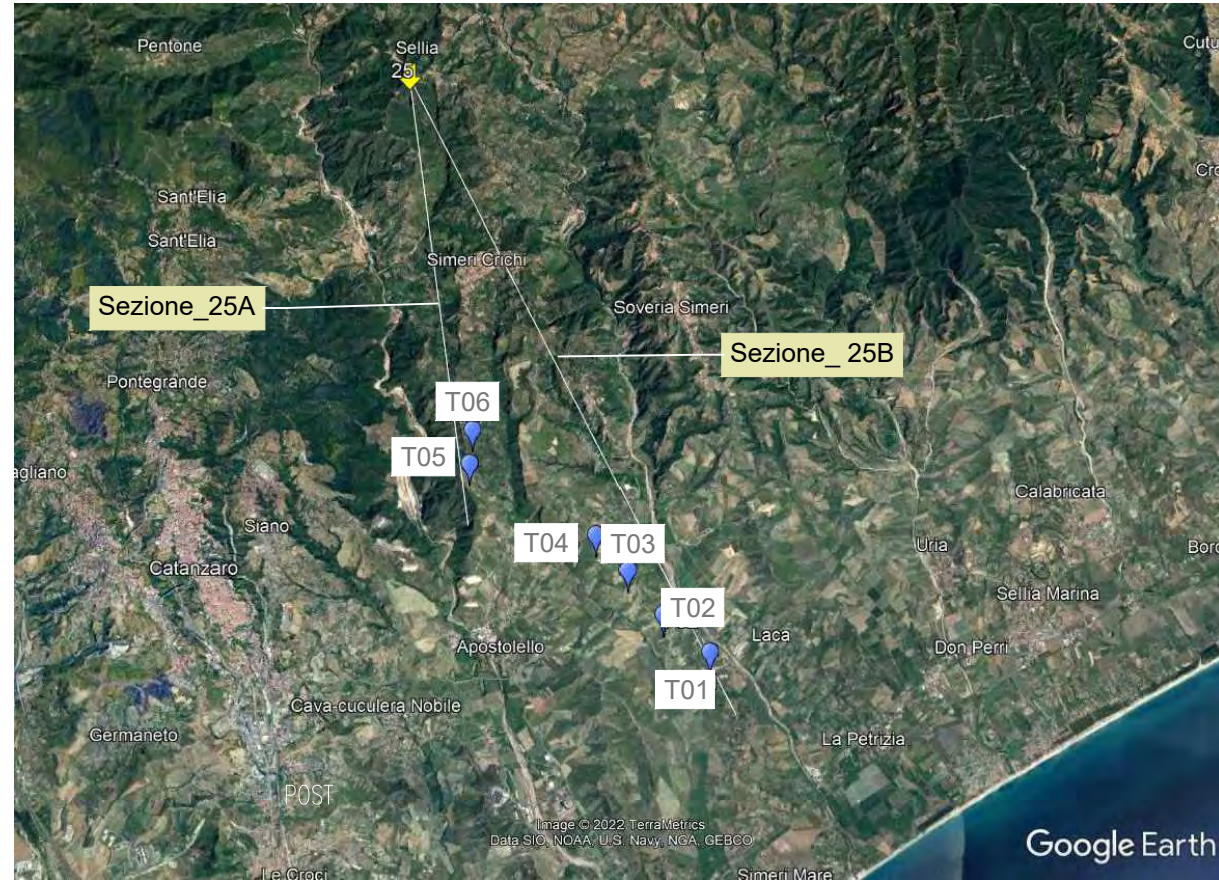 Pentone
Sellia
25
Cutu
Cro
Sant'Elia
Sant'Elia
Simeri Crichi
Sezione_25A
Soveria Simeri
Sezione_ 25B
Pontegrande
T06
T05
agliano
Calabricata
Siano
T04
T03
Uria
Boro
Catanzaro
Sellia Marina
T02
Laca
Apostolello
Don Perri
T01
Cava-cuculera Nobile
Germaneto
La Petrizia
POST
Image © 2022 TerraMetrics
Data SIO, NOAA, U.S. Navy, NGA, GEBCO
Google Earth
Le Croci
Simeri Mare